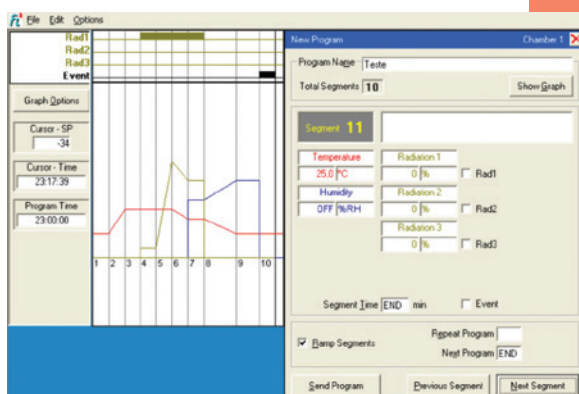 File Edit Options
Rad1
Rad2
Rad3
Event
Graph Options
Cursor - SP
-34
Cursor - Time
23:17:39
Program Time
23:00:00
1 2 3 4 5 6 7 8 9 10
New Program Chamber 1
Program Name Teste
Total Segments 10 Show Graph
Segment 11
Temperature Radiation 1
25,0 °C 0 % Rad1
Humidity Radiation 2
OFF %RH 0 % Rad2
Radiation 3
0 % Rad3
Segment Time END min Event
Ramp Segments Repeat Program
Next Program END
Send Program Previous Segment Next Segment